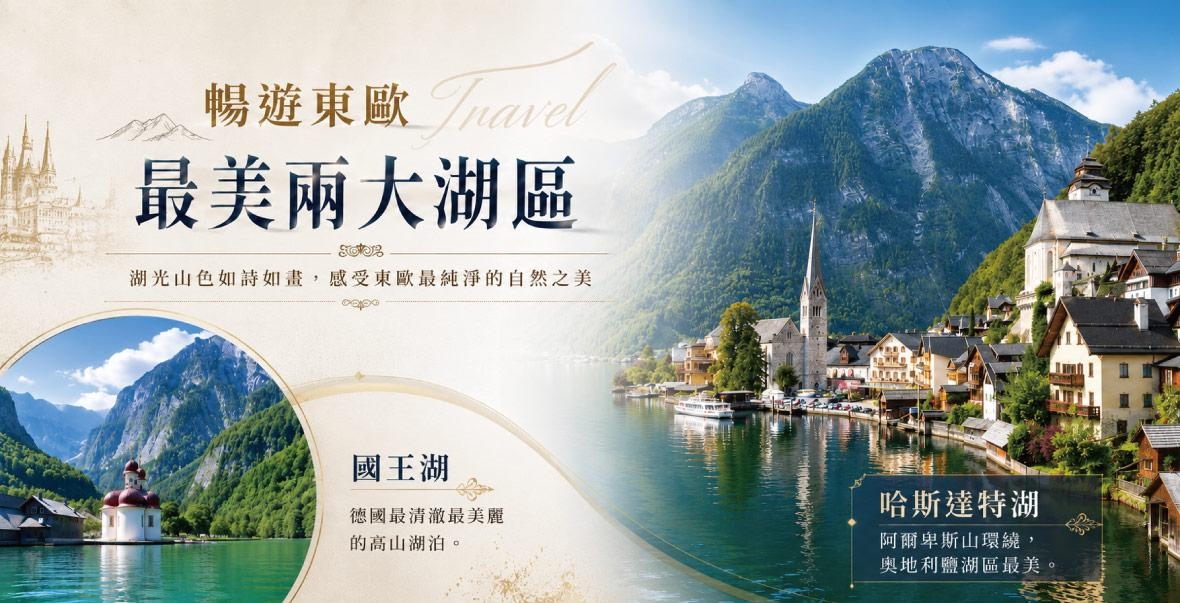 暢遊東歐
Travel
最美兩大湖區
湖光山色如詩如畫，感受東歐最純淨的自然之美
國王湖
德國最清澈最美麗
的高山湖泊。
哈斯達特湖
阿爾卑斯山環繞，
奧地利鹽湖區最美。